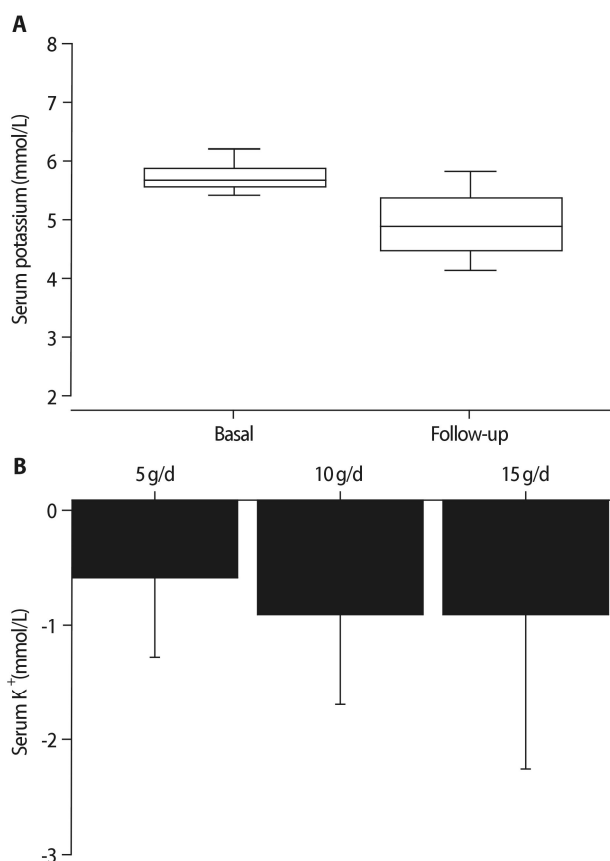 A
Serum potassium (mmol/L)
8
7
6
5
4
3
2
Basal Follow-up
B
5 g/d 10 g/d 15 g/d
Serum K+(mmol/L)
0
-1
-2
-3